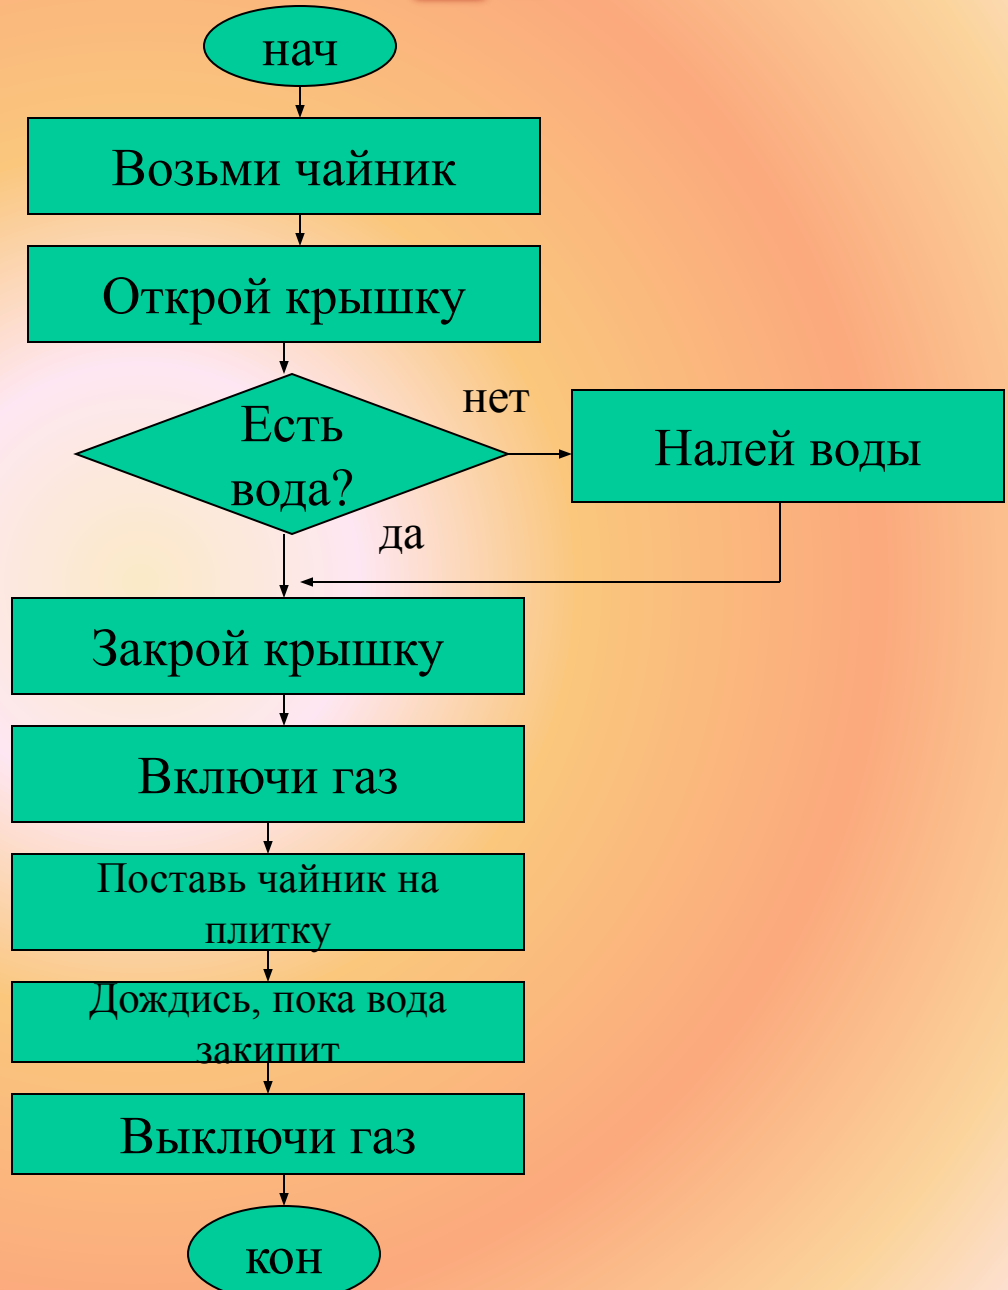 нач
Возьми чайник
Открой крышку
нет
Есть
вода?
Налей воды
да
Закрой крышку
Включи газ
Поставь чайник на
плитку
Дождись, пока вода
закипит
Выключи газ
кон